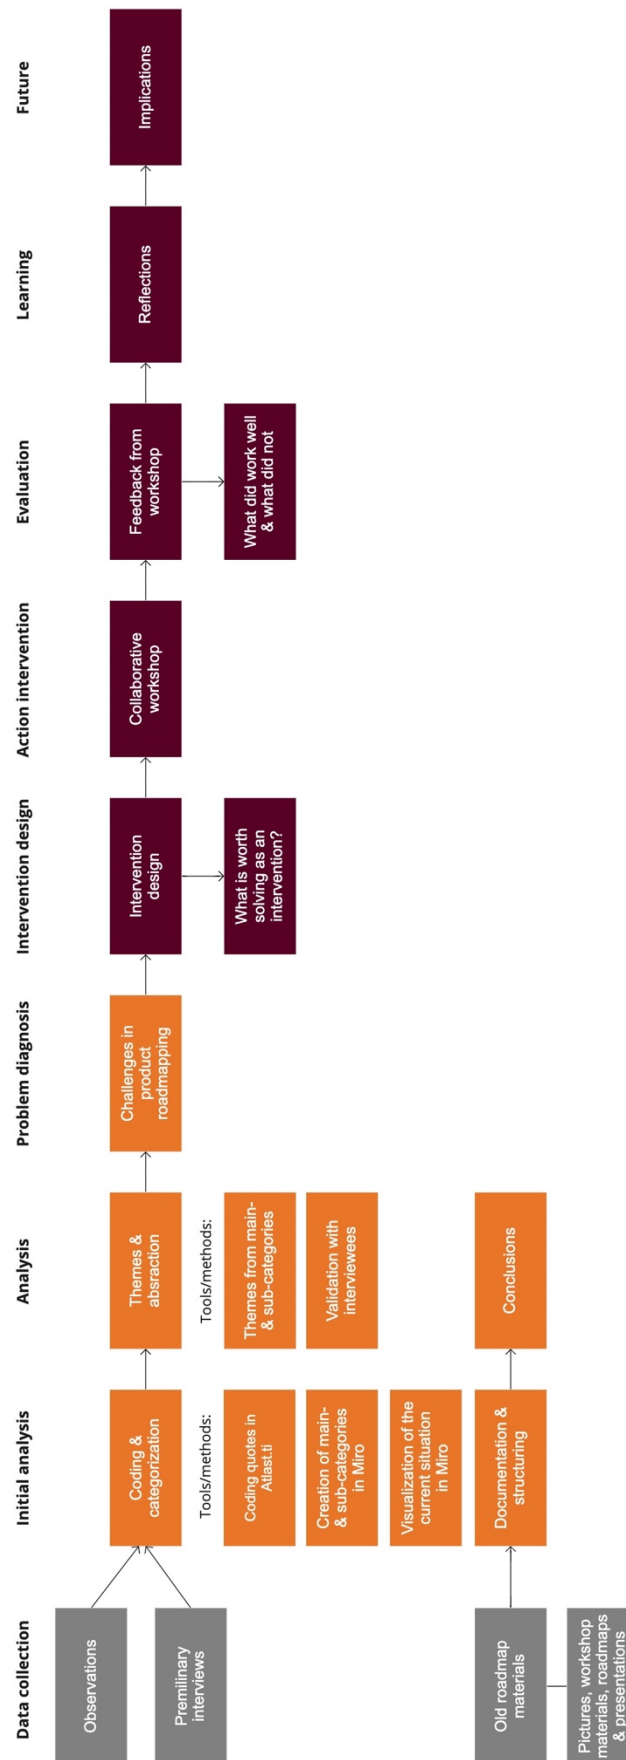 Data collection
Initial analysis
Analysis
Problem diagnosis
Intervention design
Action intervention
Evaluation
Learning
Future
Observations
Premilinary
interviews
Coding &
categorization
Themes &
absraction
Challenges in
product
roadmapping
Intervention
design
Collaborative
workshop
Feedback from
workshop
Reflections
Implications
Tools/methods:
Coding quotes in
Atlast.ti
Creation of main-
& sub-categories
in Miro
Visualization of the
current situation
in Miro
Tools/methods:
Themes from main-
& sub-categories
Validation with
interviewees
What is worth
solving as an
intervention?
What did work well
& what did not
Old roadmap
materials
Documentation &
structuring
Conclusions
Pictures, workshop
materials, roadmaps
& presentations